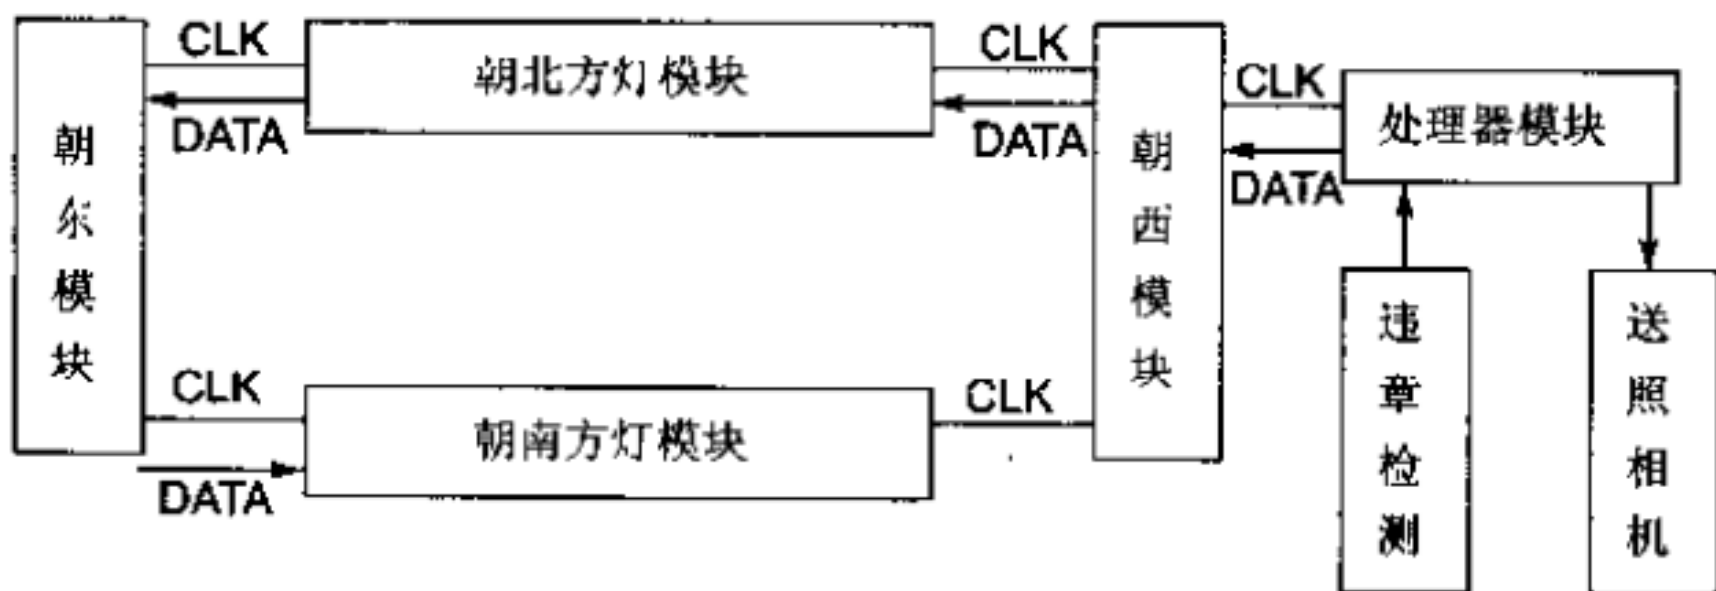 CLK
朝北方灯模块
CLK
CLK
处理器模块
DATA
DATA
DATA
朝东模块
朝西模块
CLK
朝南方灯模块
CLK
DATA
违章检测
送照相机